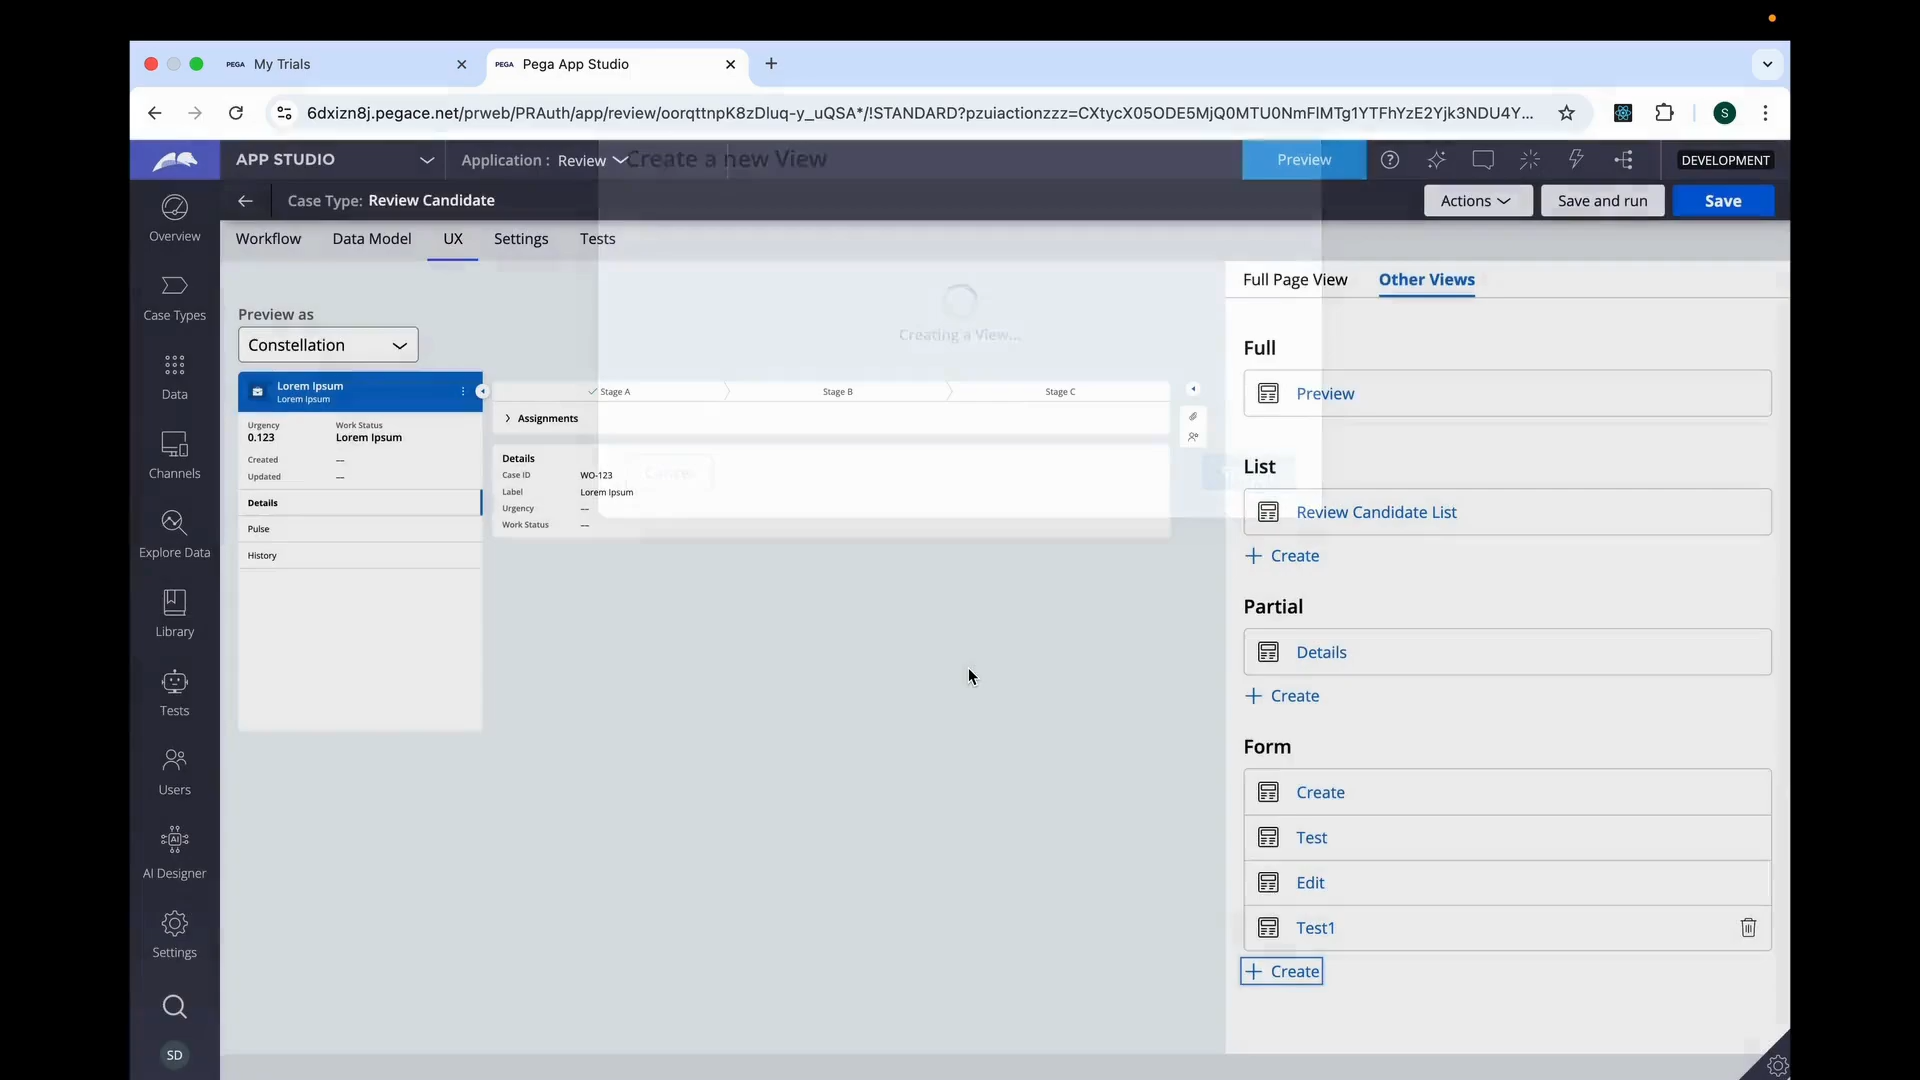 PEGA My Trials
PEGA Pega App Studio
6dxizn8j.pegace.net/prweb/PRAuth/app/review/oorqttnpK8zDluq-y_uQSA*/!STANDARD?pzuiactionzzz=CXtycX05ODE5MjQ0MTU0NmFlMTg1YTFhYzE2Yjk3NDU4Y...
S
APP STUDIO
Application : Review
Create a new View
Preview
DEVELOPMENT
Case Type: Review Candidate
Actions
Save and run
Save
Overview
Case Types
Data
Channels
Explore Data
Library
Tests
Users
AI Designer
Settings
SD
Workflow
Data Model
UX
Settings
Tests
Preview as
Constellation
Creating a View...
Cancel
Lorem Ipsum
Lorem Ipsum
Urgency
0.123
Work Status
Lorem Ipsum
Created ---
Updated ---
Details
Pulse
History
Stage A
Stage B
Stage C
Assignments
Details
Case ID WO-123
Label Lorem Ipsum
Urgency ---
Work Status ---
Full Page View
Other Views
Full
Preview
List
Review Candidate List
+ Create
Partial
Details
+ Create
Form
Create
Test
Edit
Test1
+ Create